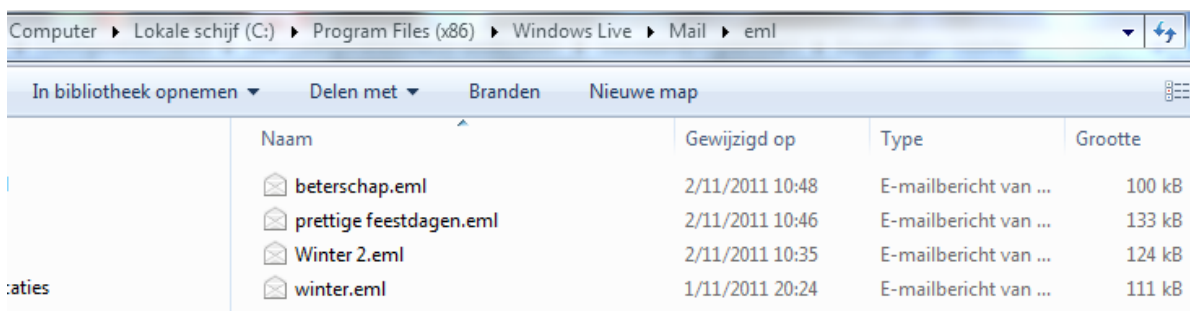 Computer ▸ Lokale schijf (C:) ▸ Program Files (x86) ▸ Windows Live ▸ Mail ▸ eml
In bibliotheek opnemen ▾ Delen met ▾ Branden Nieuwe map
Naam Gewijzigd op Type Grootte
beterschap.eml 2/11/2011 10:48 E-mailbericht van ... 100 kB
prettige feestdagen.eml 2/11/2011 10:46 E-mailbericht van ... 133 kB
Winter 2.eml 2/11/2011 10:35 E-mailbericht van ... 124 kB
caties winter.eml 1/11/2011 20:24 E-mailbericht van ... 111 kB